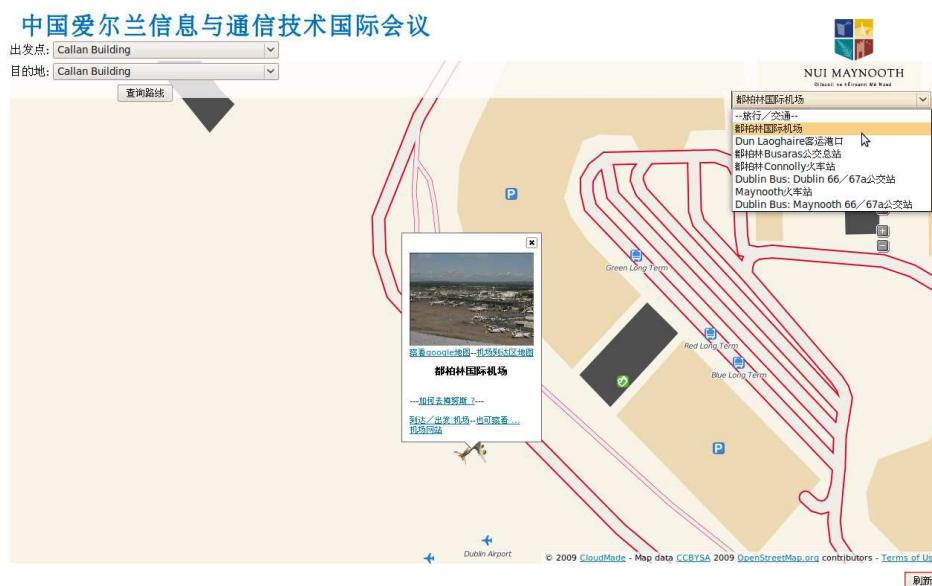 中国爱尔兰信息与通信技术国际会议
出发点: Callan Building
目的地: Callan Building
查询路线
NUI MAYNOOTH
Ollscoil na hÉireann Má Nuad
都柏林国际机场
--旅行／交通--
都柏林国际机场
Dun Laoghaire客运港口
都柏林Busaras公交总站
都柏林Connolly火车站
Dublin Bus: Dublin 66／67a公交站
Maynooth火车站
Dublin Bus: Maynooth 66／67a公交站
P
Green Long Term
Red Long Term
Blue Long Term
P
察看google地图--机场到达区地图
都柏林国际机场
---如何去梅努斯 ?---
到达／出发 机场--也可察看 ...
机场网站
Dublin Airport
© 2009 CloudMade - Map data CCBYSA 2009 OpenStreetMap.org contributors - Terms of Us
刷新